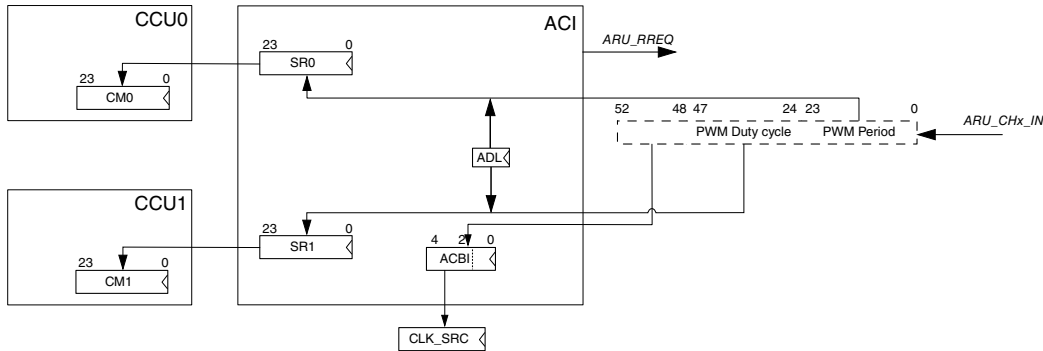 CCU0
ACI
ARU_RREQ
23 0
SR0
23 0
CM0
52 48 47 24 23 0
PWM Duty cycle PWM Period
ARU_CHx_IN
ADL
CCU1
23 0
SR1
4 2 0
ACBI
23 0
CM1
CLK_SRC